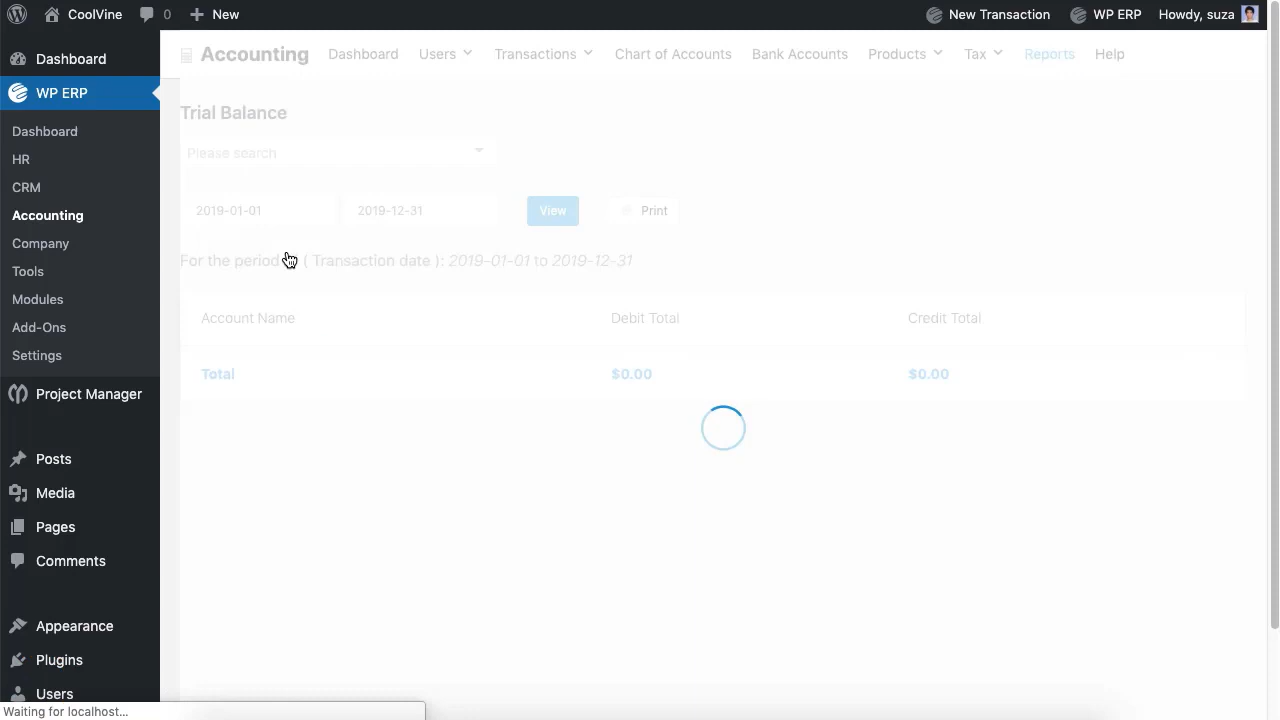 CoolVine 0 New New Transaction WP ERP Howdy, suza
Dashboard
WP ERP
Dashboard
HR
CRM
Accounting
Company
Tools
Modules
Add-Ons
Settings
Project Manager
Posts
Media
Pages
Comments
Appearance
Plugins
Users
Accounting Dashboard Users Transactions Chart of Accounts Bank Accounts Products Tax Reports Help
Trial Balance
Please search
2019-01-01 2019-12-31 View Print
For the period ( Transaction date ): 2019-01-01 to 2019-12-31
Account Name Debit Total Credit Total
Total $0.00 $0.00
Waiting for localhost...